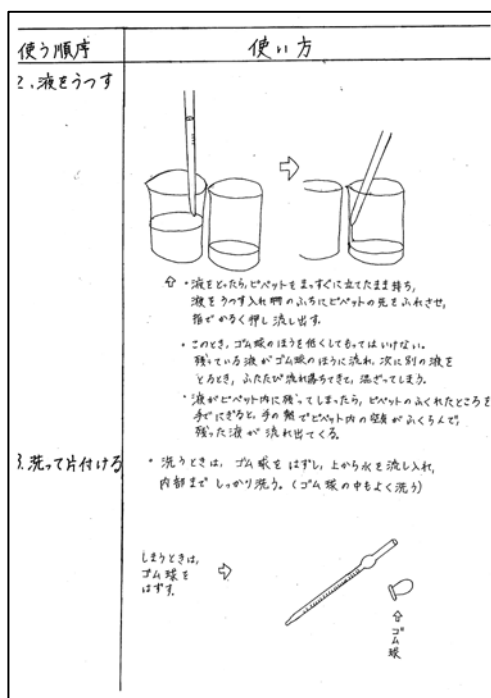 使う順序
使い方
2、液をうつす
・液をとったら、ピペットをまっすぐに立てたまま持ち、
液をうつす入れ物のふちにピペットの先をふれさせ、
指でかるく押し流し出す。
・このとき、ゴム球のほうを低くしてもってはいけない。
残っている液がゴム球のほうに流れ、次に別の液を
とるとき、ふたたび流れ落ちてきて、混ざってしまう。
・液がピペット内に残ってしまったら、ピペットのふくれたところを
手でにぎると、手の熱でピペット内の空気がふくらんで、
残った液が流れ出てくる。
3.洗って片付ける
・洗うときは、ゴム球をはずし、上から水を流し入れ、
内部までしっかり洗う。(ゴム球の中もよく洗う)
しまうときは、
ゴム球を
はずす。
ゴム球